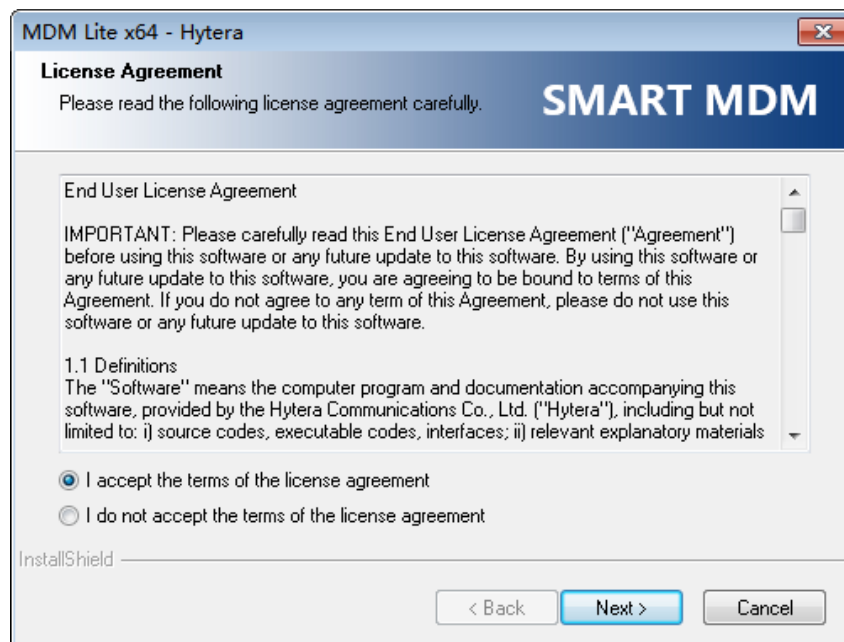 MDM Lite x64 - Hytera
License Agreement
Please read the following license agreement carefully.
SMART MDM
End User License Agreement
IMPORTANT: Please carefully read this End User License Agreement ("Agreement")
before using this software or any future update to this software. By using this software or
any future update to this software, you are agreeing to be bound to terms of this
Agreement. If you do not agree to any term of this Agreement, please do not use this
software or any future update to this software.
1.1 Definitions
The "Software" means the computer program and documentation accompanying this
software, provided by the Hytera Communications Co., Ltd. ("Hytera"), including but not
limited to: i) source codes, executable codes, interfaces; ii) relevant explanatory materials
I accept the terms of the license agreement
I do not accept the terms of the license agreement
InstallShield
< Back
Next >
Cancel